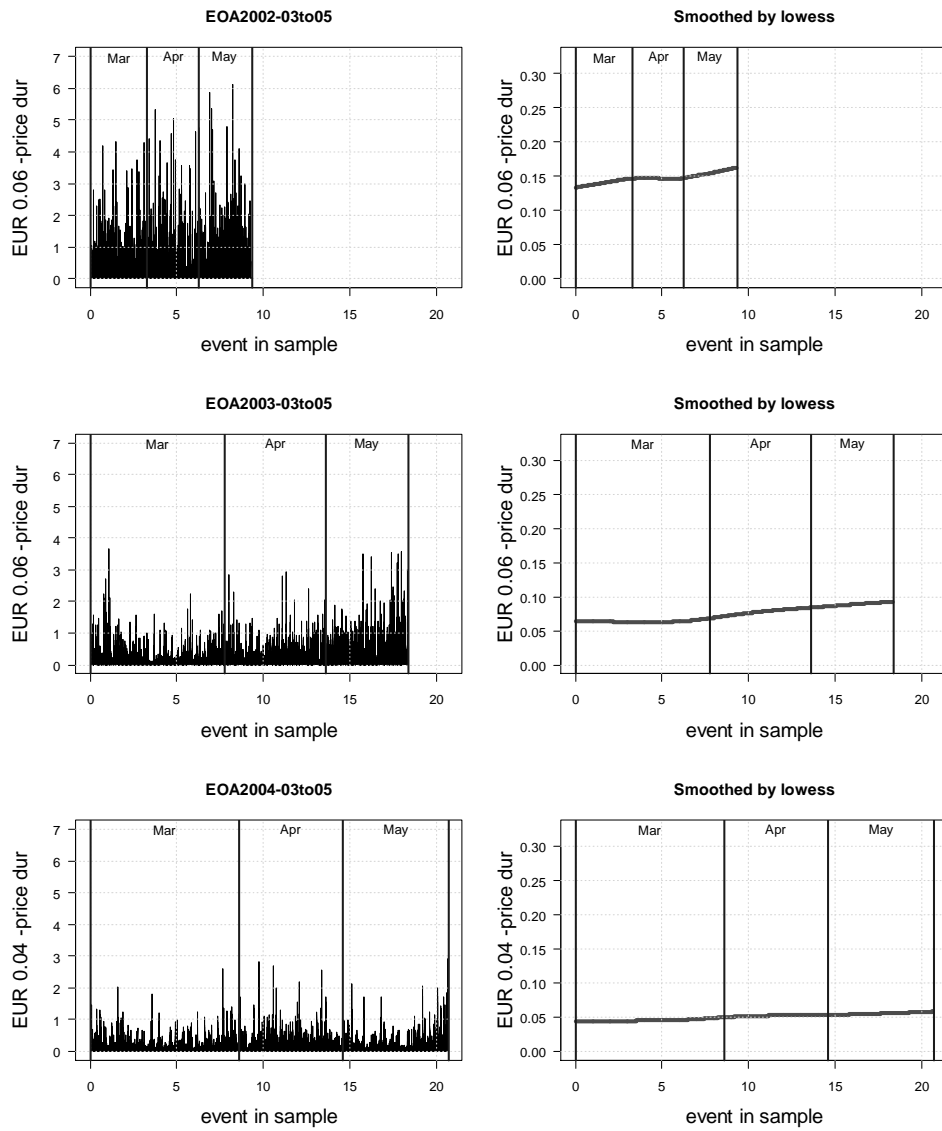 EOA2002-03to05
Smoothed by lowess
Mar Apr May
Mar Apr May
7
6
5
4
3
2
1
0
0.30
0.25
0.20
0.15
0.10
0.05
0.00
EUR 0.06 -price dur
EUR 0.06 -price dur
0 5 10 15 20
0 5 10 15 20
event in sample
event in sample
EOA2003-03to05
Smoothed by lowess
Mar Apr May
Mar Apr May
7
6
5
4
3
2
1
0
0.30
0.25
0.20
0.15
0.10
0.05
0.00
EUR 0.06 -price dur
EUR 0.06 -price dur
0 5 10 15 20
0 5 10 15 20
event in sample
event in sample
EOA2004-03to05
Smoothed by lowess
Mar Apr May
Mar Apr May
7
6
5
4
3
2
1
0
0.30
0.25
0.20
0.15
0.10
0.05
0.00
EUR 0.04 -price dur
EUR 0.04 -price dur
0 5 10 15 20
0 5 10 15 20
event in sample
event in sample